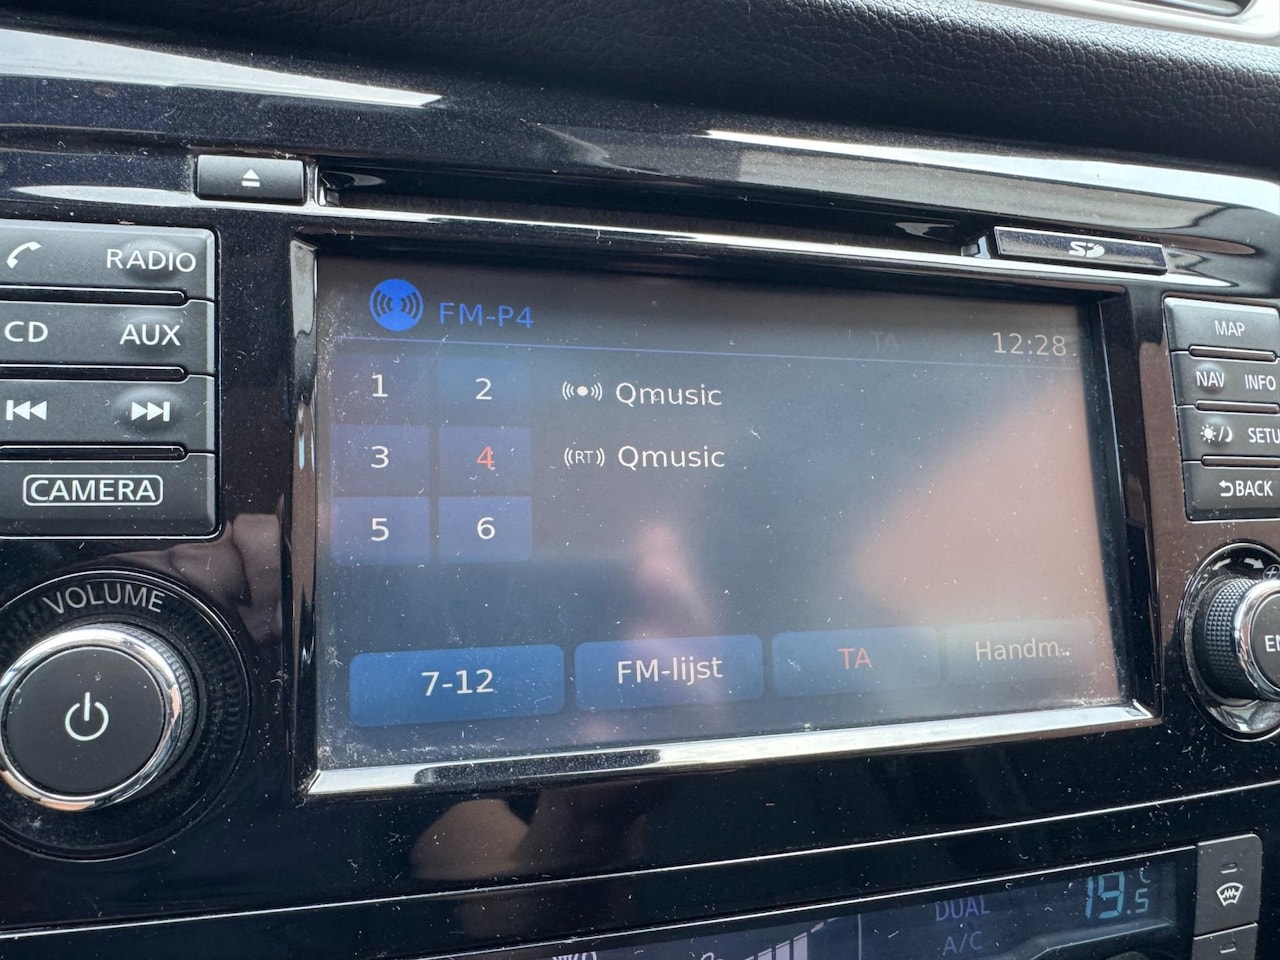 SD
RADIO
CD AUX
CAMERA
VOLUME
FM-P4
TA 12:28
1 2 Qmusic
3 4 (RT) Qmusic
5 6
7-12 FM-lijst TA Handm..
MAP
NAV INFO
SETU
BACK
EN
DUAL 19.5 °C
A/C